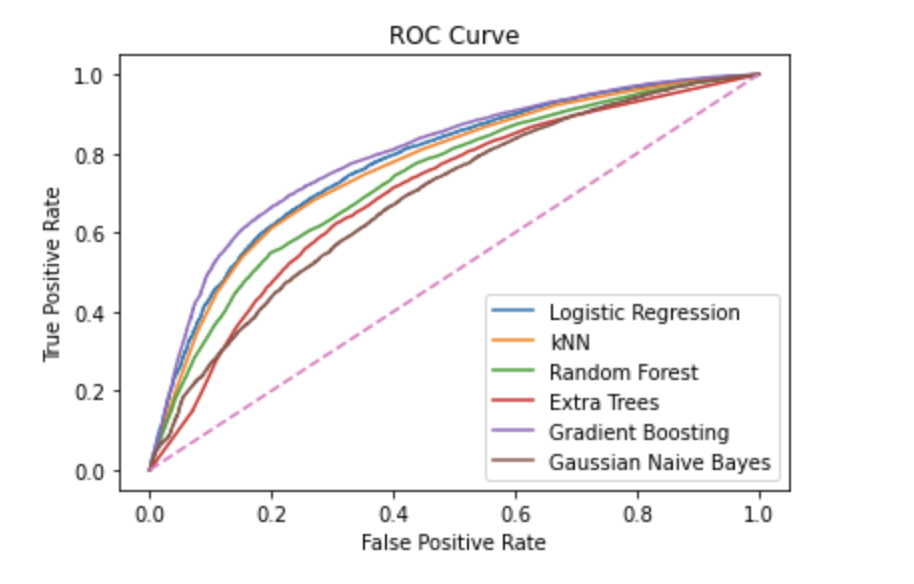 ROC Curve
True Positive Rate
1.0
0.8
0.6
0.4
0.2
0.0
Logistic Regression
kNN
Random Forest
Extra Trees
Gradient Boosting
Gaussian Naive Bayes
0.0 0.2 0.4 0.6 0.8 1.0
False Positive Rate